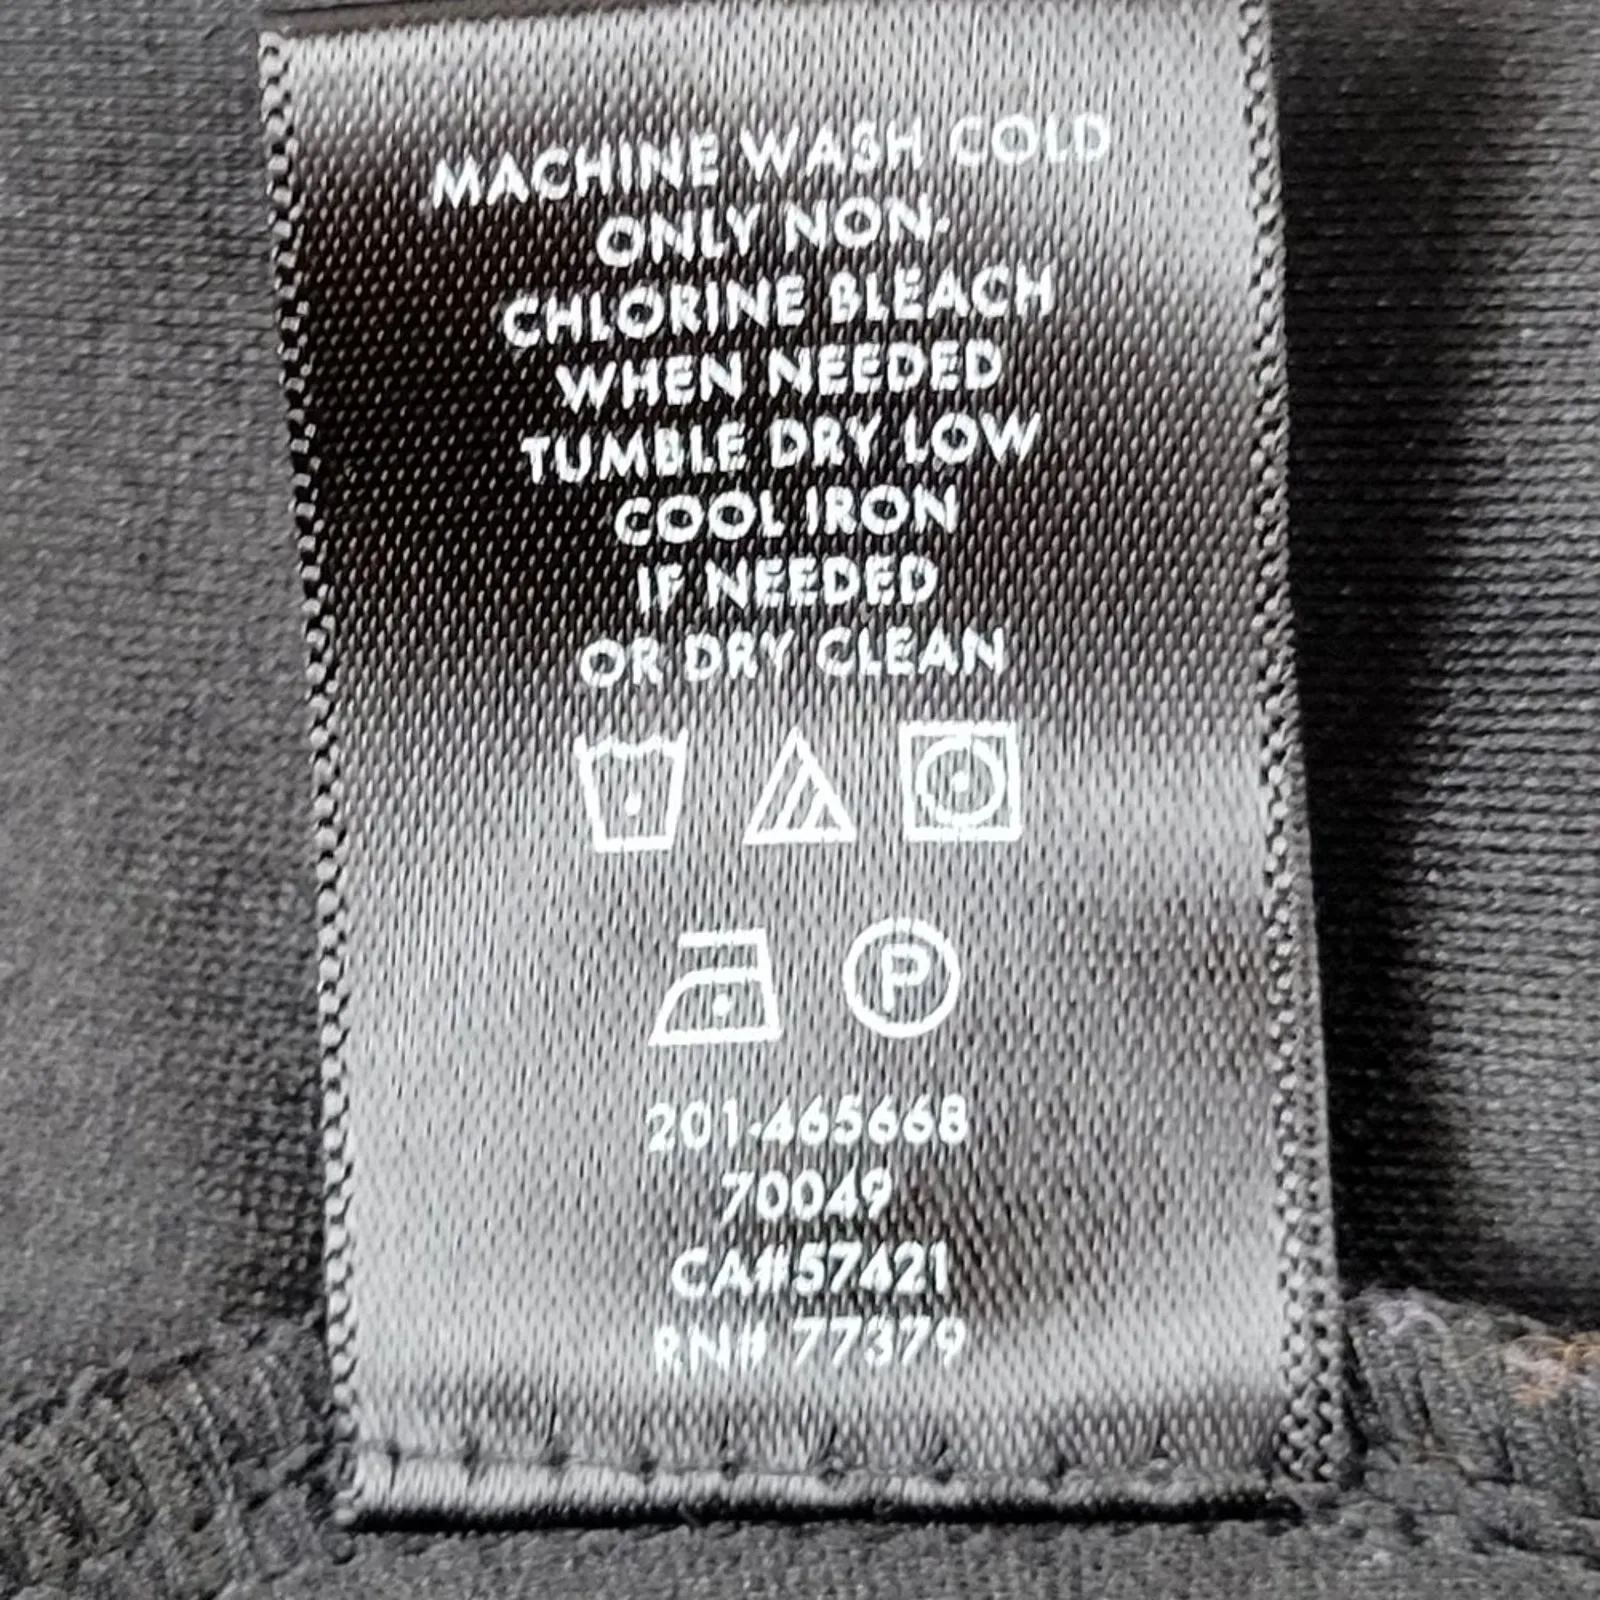 MACHINE WASH COLD
ONLY NON-
CHLORINE BLEACH
WHEN NEEDED
TUMBLE DRY LOW
COOL IRON
IF NEEDED
OR DRY CLEAN
P
201-465668
70049
CA#57421
RN# 77379